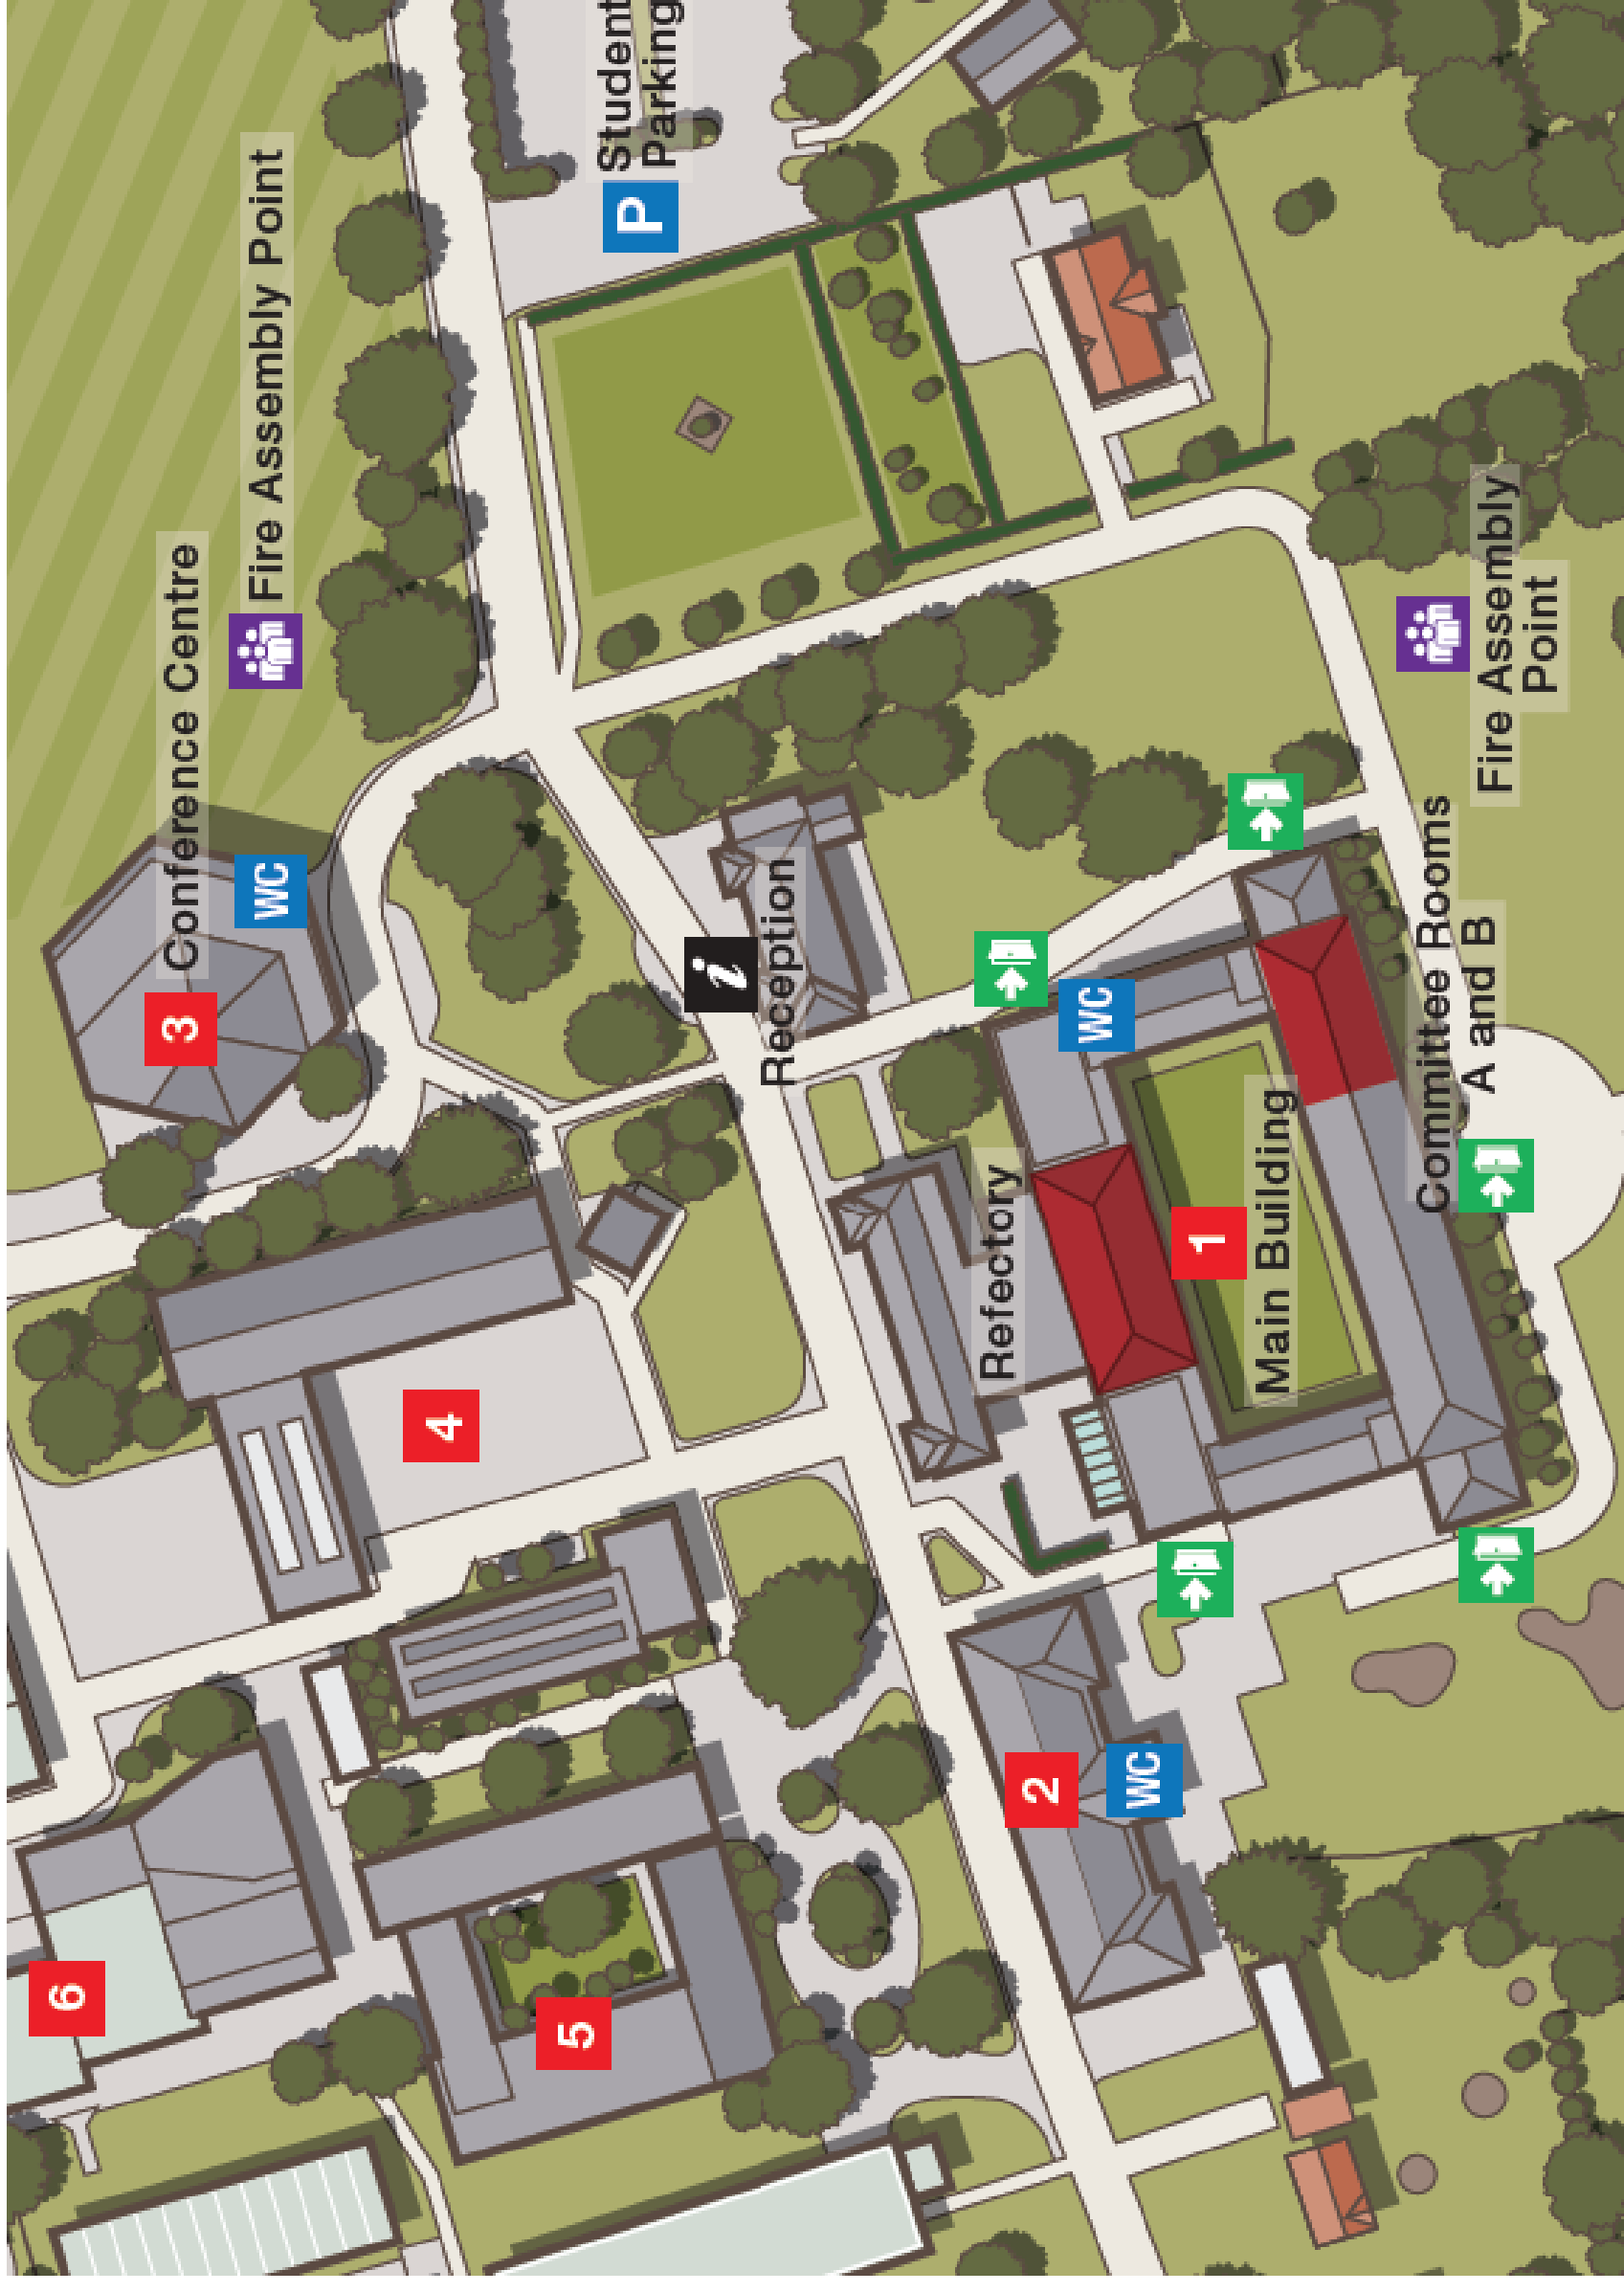 6
5
4
3
Conference Centre
WC
Fire Assembly Point
P
Student
Parking
i
Reception
2
WC
Refectory
WC
1
Main Building
Committee Rooms
A and B
Fire Assembly
Point